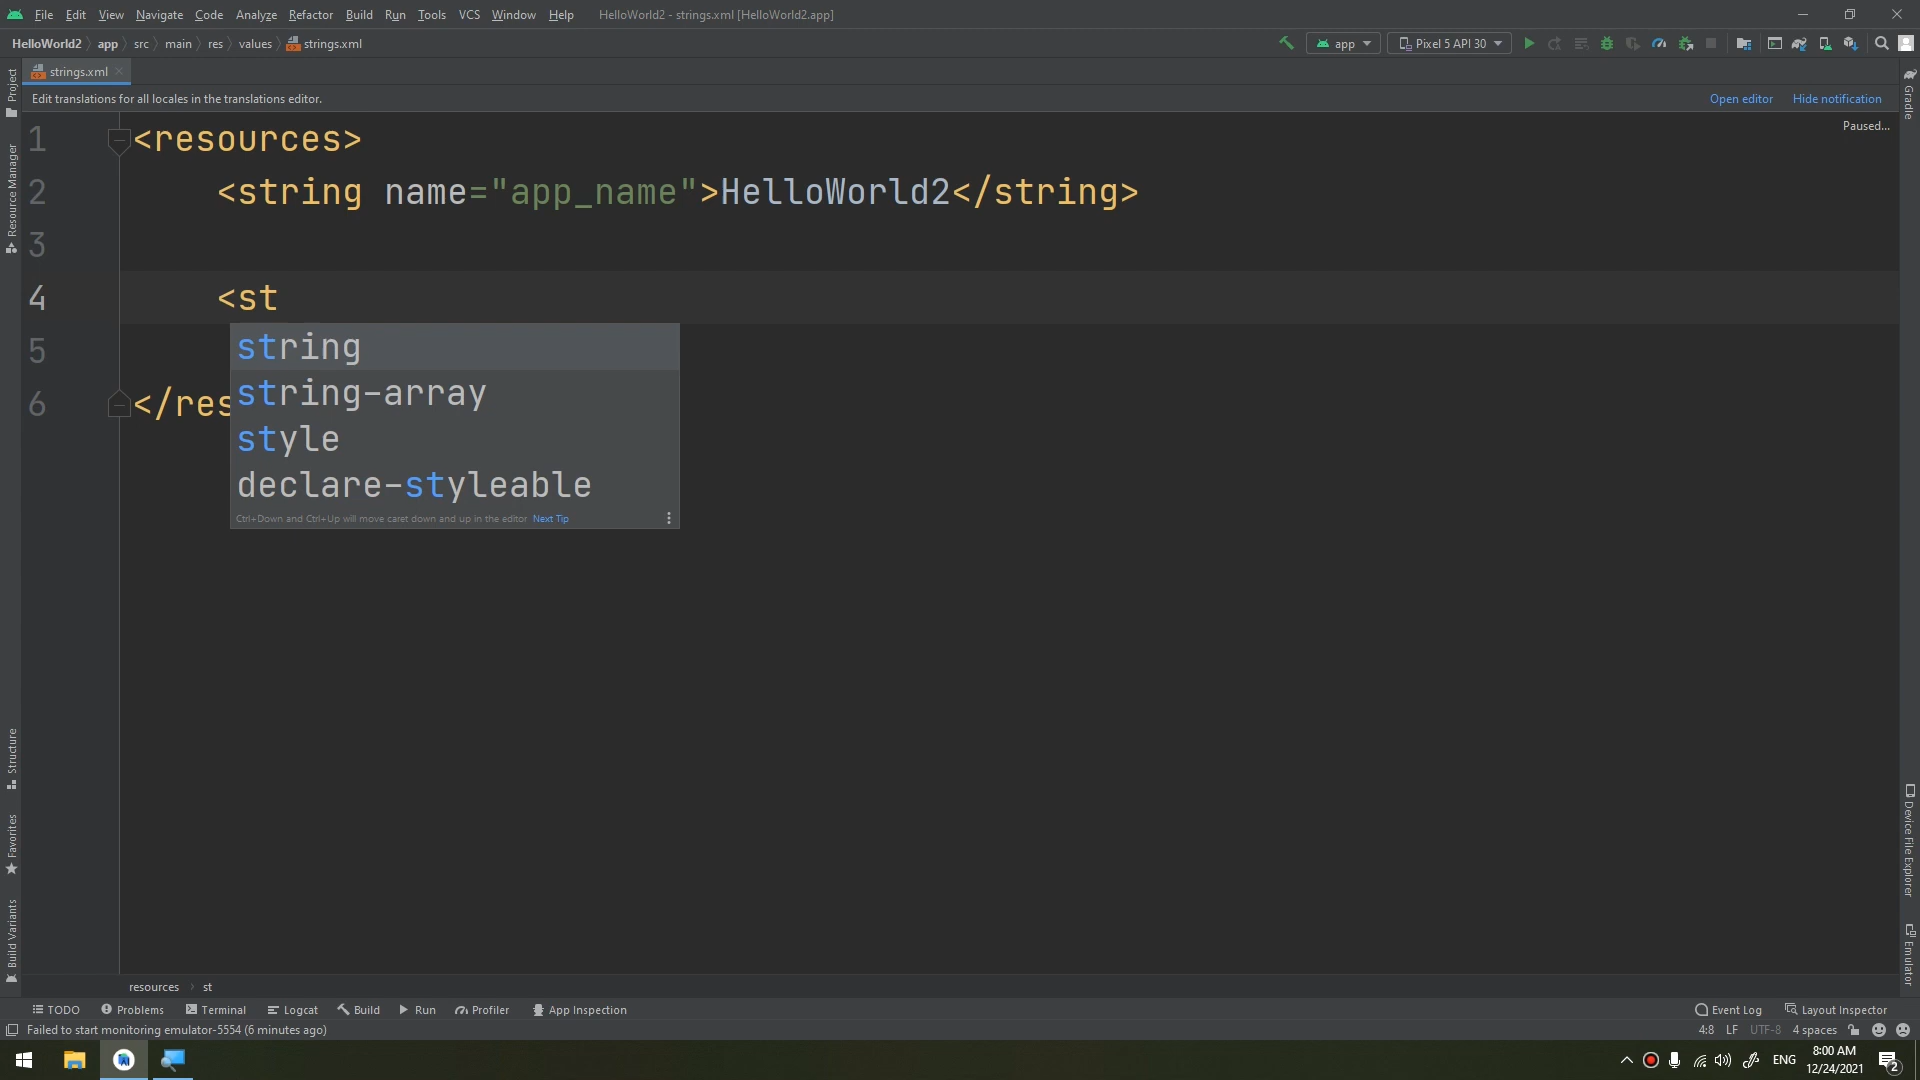 File Edit View Navigate Code Analyze Refactor Build Run Tools VCS Window Help HelloWorld2 - strings.xml [HelloWorld2.app]
HelloWorld2 app src main res values strings.xml app Pixel 5 API 30
Project
strings.xml
Gradle
Edit translations for all locales in the translations editor. Open editor Hide notification
Paused...
Resource Manager
1 <resources>
2 <string name="app_name">HelloWorld2</string>
3
4 <st
string
5
string-array
6 </res
style
declare-styleable
Ctrl+Down and Ctrl+Up will move caret down and up in the editor Next Tip
Structure
Favorites
Build Variants
Device File Explorer
Emulator
resources st
TODO Problems Terminal Logcat Build Run Profiler App Inspection Event Log Layout Inspector
Failed to start monitoring emulator-5554 (6 minutes ago) 4:8 LF UTF-8 4 spaces
ENG 8:00 AM
12/24/2021
2